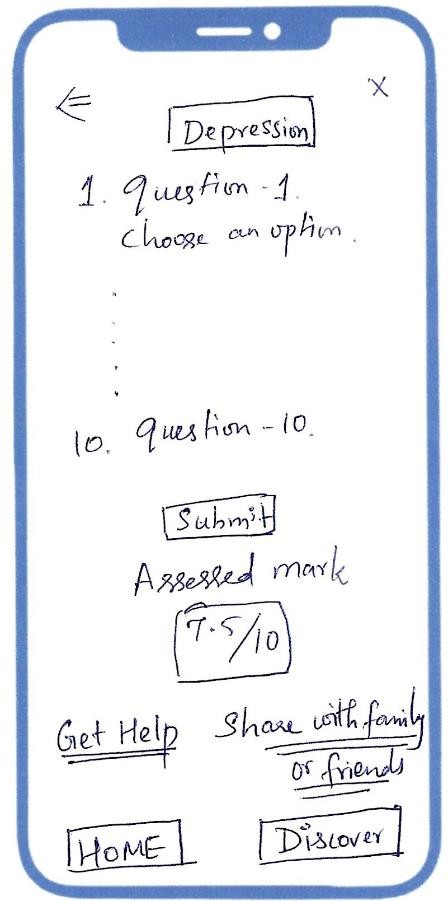 X
Depression
1. Question - 1.
Choose an option.
10. Question - 10.
Submit
Assessed mark
7.5/10
Get Help
Share with family
or friends
HOME
Discover